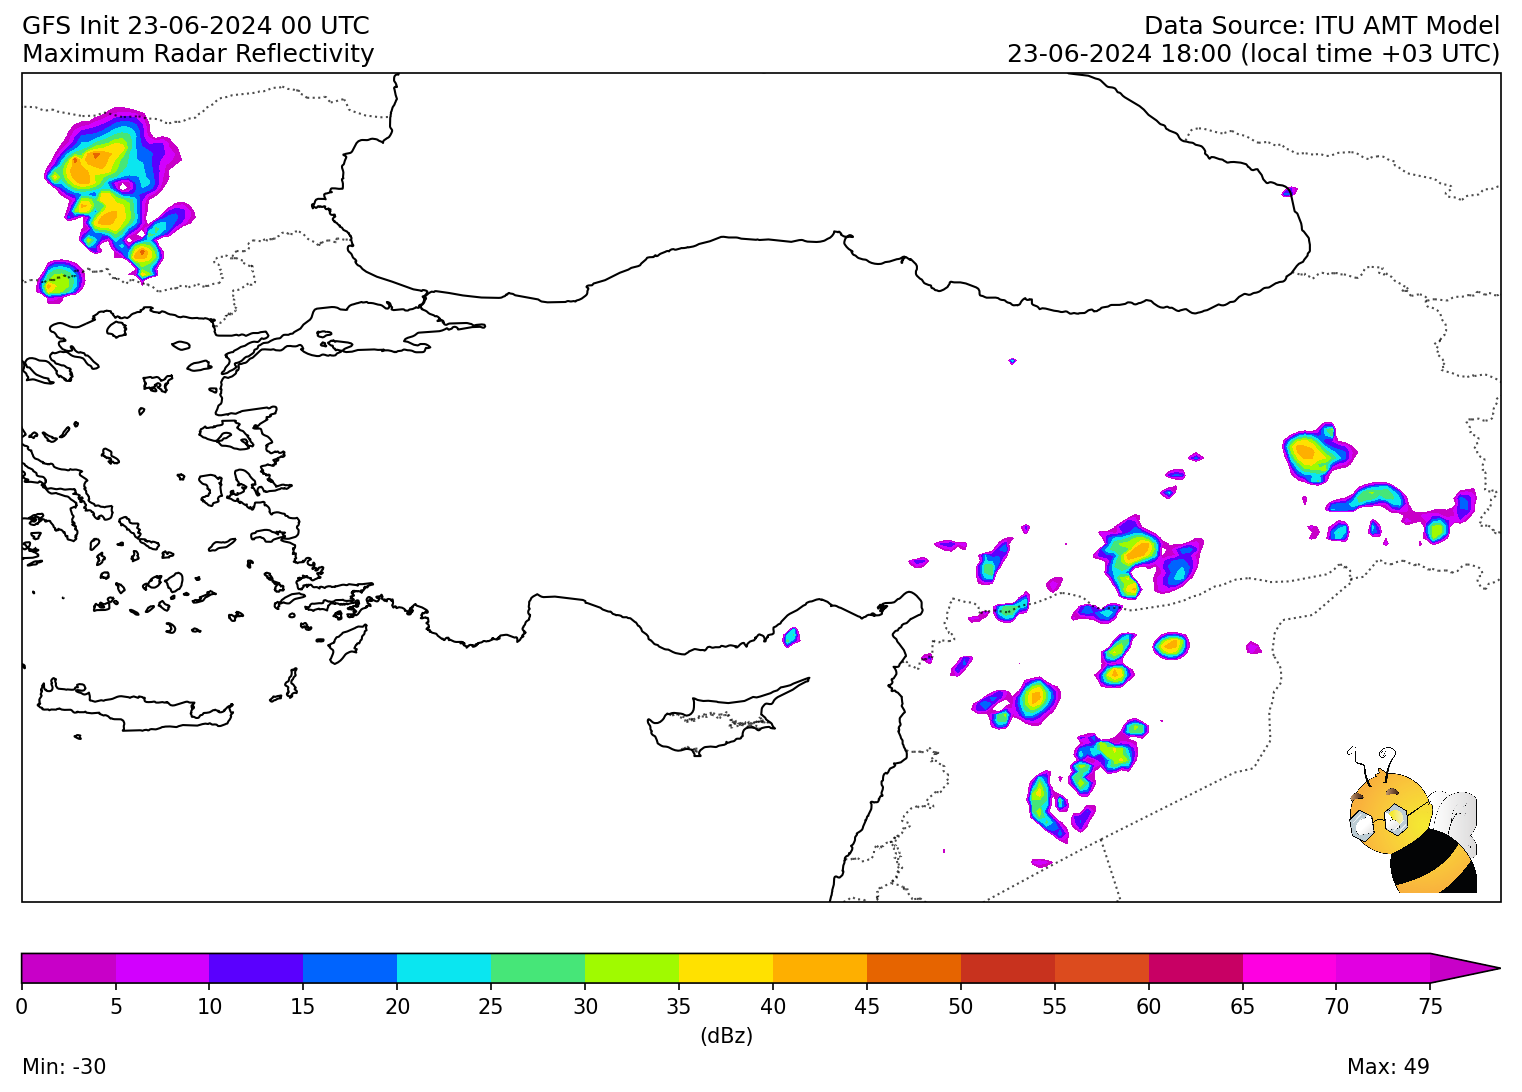 GFS Init 23-06-2024 00 UTC
Data Source: ITU AMT Model
Maximum Radar Reflectivity
23-06-2024 18:00 (local time +03 UTC)
0 5 10 15 20 25 30 35 40 45 50 55 60 65 70 75
(dBz)
Min: -30
Max: 49